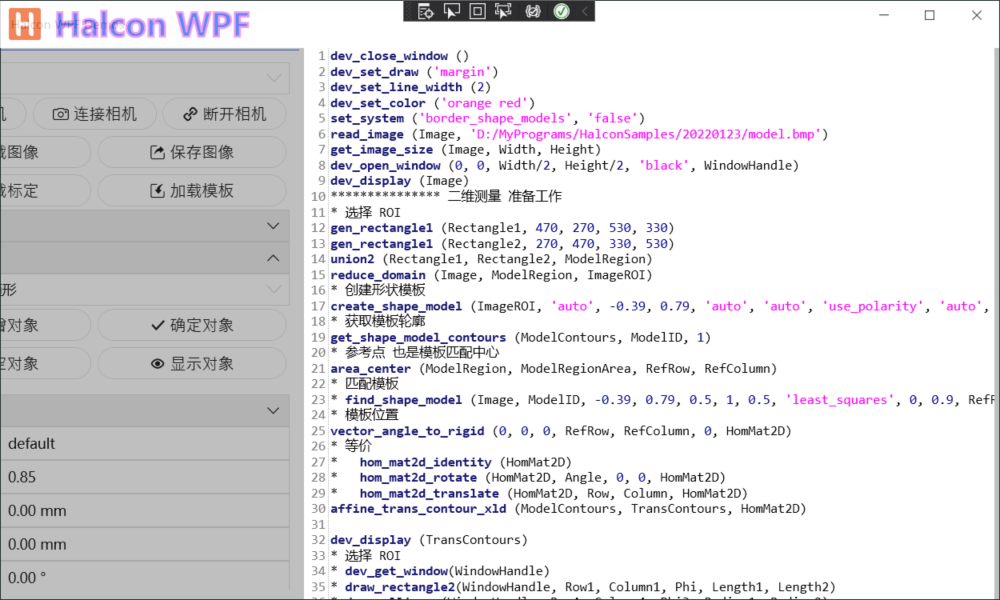 Halcon WPF
连接相机
断开相机
图像
保存图像
标定
加载模板
形
对象
确定对象
对象
显示对象
default
0.85
0.00 mm
0.00 mm
0.00 °
1 dev_close_window ()
2 dev_set_draw ('margin')
3 dev_set_line_width (2)
4 dev_set_color ('orange red')
5 set_system ('border_shape_models', 'false')
6 read_image (Image, 'D:/MyPrograms/HalconSamples/20220123/model.bmp')
7 get_image_size (Image, Width, Height)
8 dev_open_window (0, 0, Width/2, Height/2, 'black', WindowHandle)
9 dev_display (Image)
10 *************** 二维测量 准备工作
11 * 选择 ROI
12 gen_rectangle1 (Rectangle1, 470, 270, 530, 330)
13 gen_rectangle1 (Rectangle2, 270, 470, 330, 530)
14 union2 (Rectangle1, Rectangle2, ModelRegion)
15 reduce_domain (Image, ModelRegion, ImageROI)
16 * 创建形状模板
17 create_shape_model (ImageROI, 'auto', -0.39, 0.79, 'auto', 'auto', 'use_polarity', 'auto',
18 * 获取模板轮廓
19 get_shape_model_contours (ModelContours, ModelID, 1)
20 * 参考点 也是模板匹配中心
21 area_center (ModelRegion, ModelRegionArea, RefRow, RefColumn)
22 * 匹配模板
23 * find_shape_model (Image, ModelID, -0.39, 0.79, 0.5, 1, 0.5, 'least_squares', 0, 0.9, RefR
24 * 模板位置
25 vector_angle_to_rigid (0, 0, 0, RefRow, RefColumn, 0, HomMat2D)
26 * 等价
27 *   hom_mat2d_identity (HomMat2D)
28 *   hom_mat2d_rotate (HomMat2D, Angle, 0, 0, HomMat2D)
29 *   hom_mat2d_translate (HomMat2D, Row, Column, HomMat2D)
30 affine_trans_contour_xld (ModelContours, TransContours, HomMat2D)
31
32 dev_display (TransContours)
33 * 选择 ROI
34 * dev_get_window(WindowHandle)
35 * draw_rectangle2(WindowHandle, Row1, Column1, Phi, Length1, Length2)